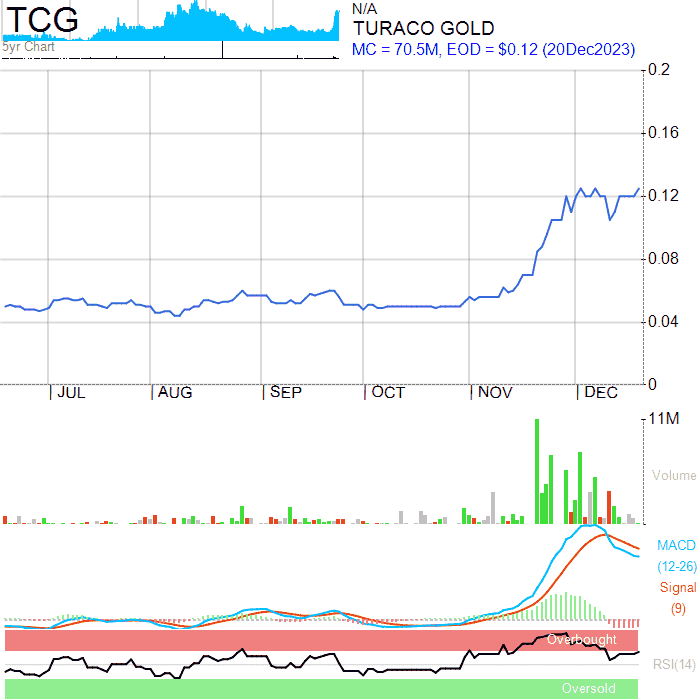 TCG
5yr Chart
N/A
TURACO GOLD
MC = 70.5M, EOD = $0.12 (20Dec2023)
0.2
0.16
0.12
0.08
0.04
0
JUL AUG SEP OCT NOV DEC
11M
Volume
MACD
(12-26)
Signal
(9)
Overbought
RSI(14)
Oversold